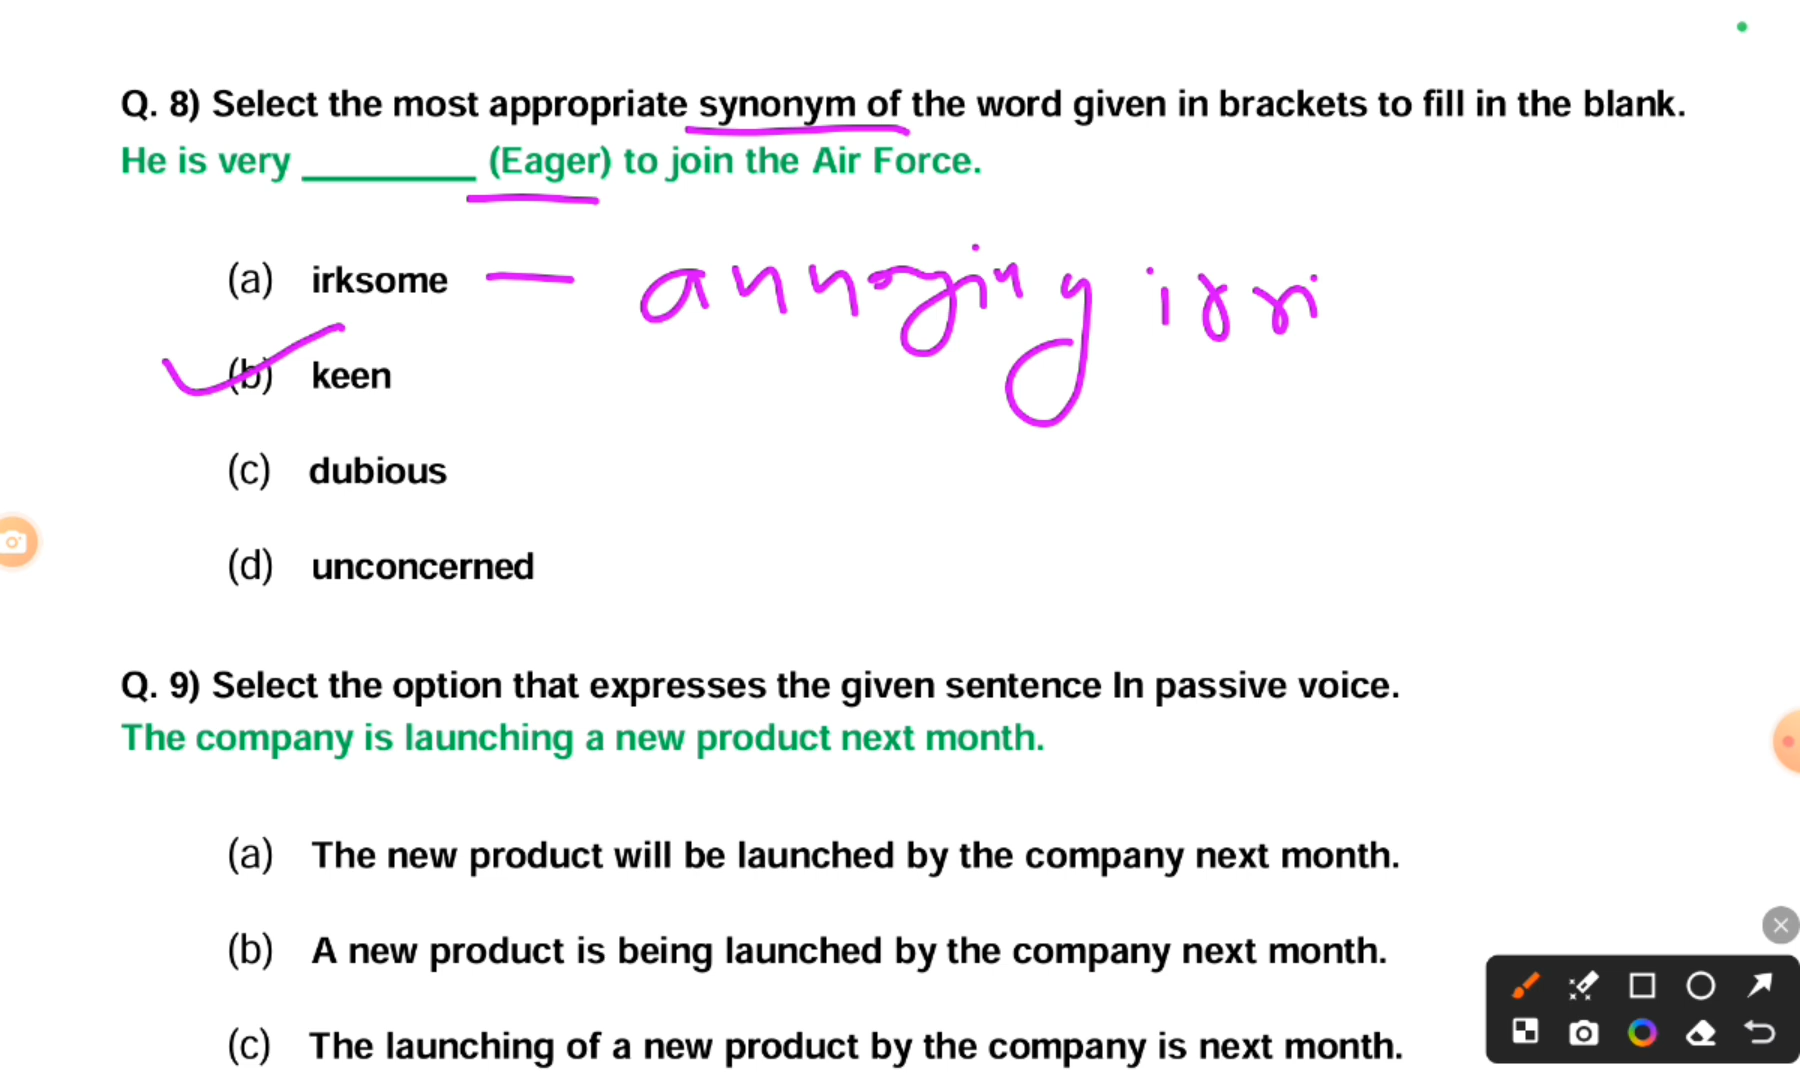 Q. 8) Select the most appropriate synonym of the word given in brackets to fill in the blank.
He is very ________ (Eager) to join the Air Force.
(a) irksome — annoying irri
(b) keen
(c) dubious
(d) unconcerned
Q. 9) Select the option that expresses the given sentence In passive voice.
The company is launching a new product next month.
(a) The new product will be launched by the company next month.
(b) A new product is being launched by the company next month.
(c) The launching of a new product by the company is next month.